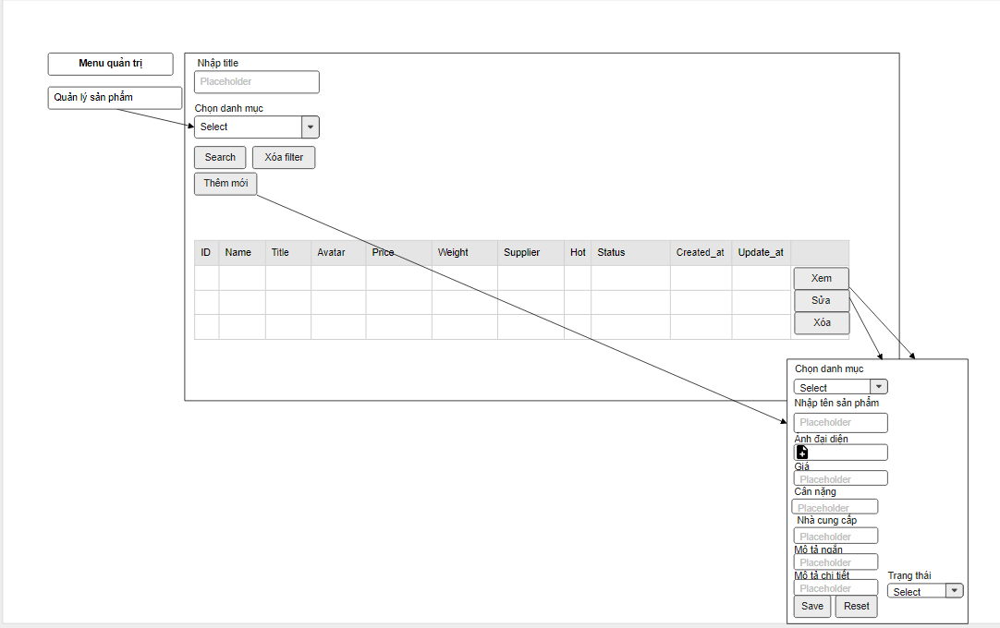 Menu quản trị
Quản lý sản phẩm
Nhập title
Placeholder
Chọn danh mục
Select
Search Xóa filter
Thêm mới
ID Name Title Avatar Price Weight Supplier Hot Status Created_at Update_at
Xem
Sửa
Xóa
Chọn danh mục
Select
Nhập tên sản phẩm
Placeholder
Ảnh đại diện
Giá
Placeholder
Cân nặng
Placeholder
Nhà cung cấp
Placeholder
Mô tả ngắn
Placeholder
Mô tả chi tiết
Placeholder
Trạng thái
Select
Save Reset